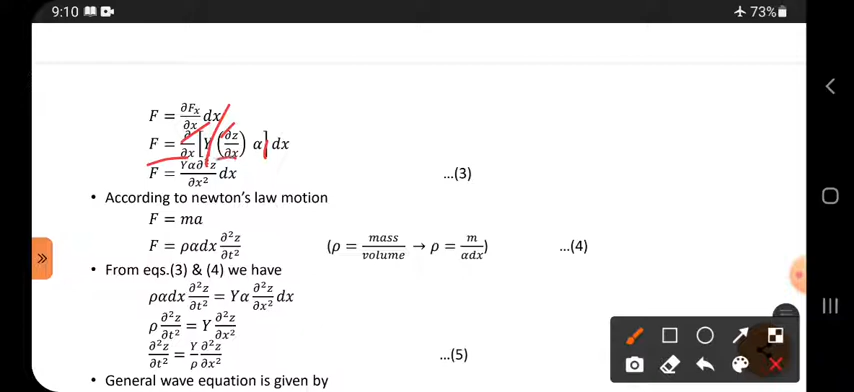 9:10 73%
F = ∂Fₓ/∂x dx
F = ∂/∂x [Y (∂z/∂x) α] dx
F = Yα∂²z/∂x² dx ...(3)
• According to newton's law motion
F = ma
F = ραdx ∂²z/∂t² (ρ = mass/volume → ρ = m/αdx) ...(4)
• From eqs.(3) & (4) we have
ραdx ∂²z/∂t² = Yα ∂²z/∂x² dx
ρ ∂²z/∂t² = Y ∂²z/∂x²
∂²z/∂t² = Y/ρ ∂²z/∂x² ...(5)
• General wave equation is given by